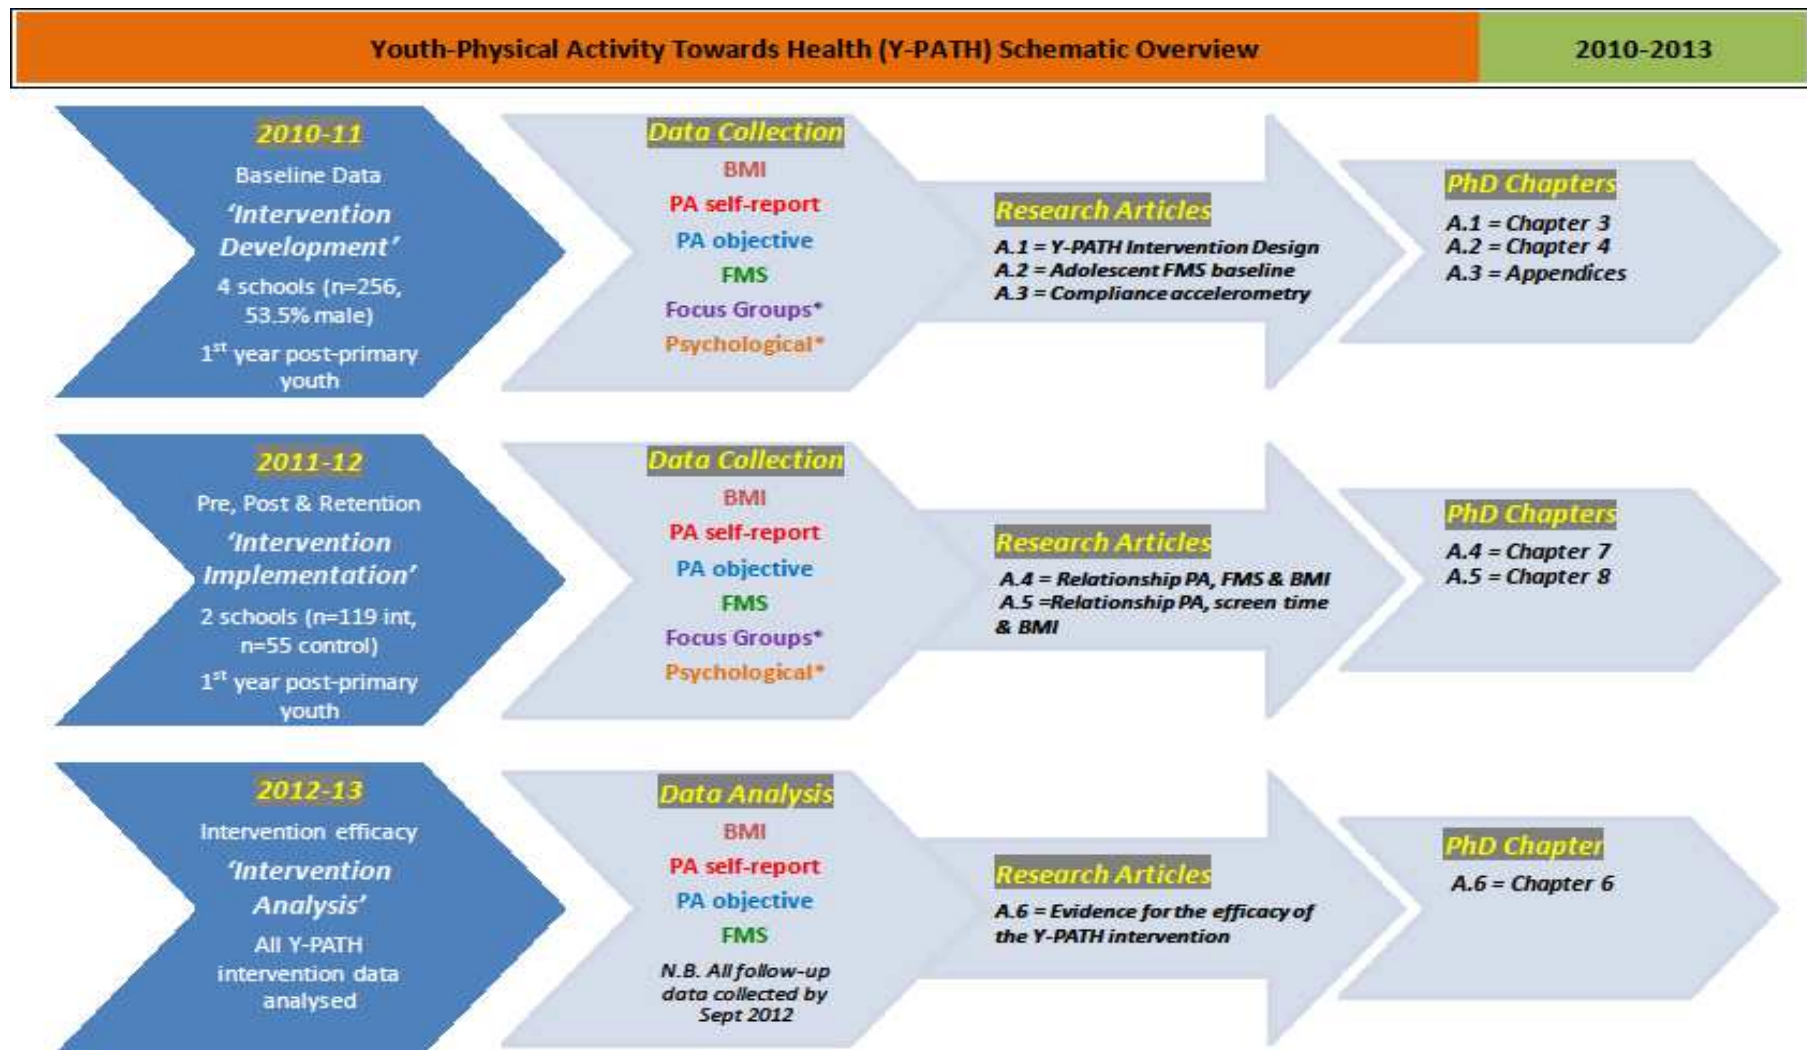 Youth-Physical Activity Towards Health (Y-PATH) Schematic Overview
2010-2013
2010-11
Baseline Data
‘Intervention
Development’
4 schools (n=256,
53.5% male)
1st year post-primary
youth
Data Collection
BMI
PA self-report
PA objective
FMS
Focus Groups*
Psychological*
Research Articles
A.1 = Y-PATH Intervention Design
A.2 = Adolescent FMS baseline
A.3 = Compliance accelerometry
PhD Chapters
A.1 = Chapter 3
A.2 = Chapter 4
A.3 = Appendices
2011-12
Pre, Post & Retention
‘Intervention
Implementation’
2 schools (n=119 int,
n=55 control)
1st year post-primary
youth
Data Collection
BMI
PA self-report
PA objective
FMS
Focus Groups*
Psychological*
Research Articles
A.4 = Relationship PA, FMS & BMI
A.5 =Relationship PA, screen time
& BMI
PhD Chapters
A.4 = Chapter 7
A.5 = Chapter 8
2012-13
Intervention efficacy
‘Intervention
Analysis’
All Y-PATH
intervention data
analysed
Data Analysis
BMI
PA self-report
PA objective
FMS
N.B. All follow-up
data collected by
Sept 2012
Research Articles
A.6 = Evidence for the efficacy of
the Y-PATH intervention
PhD Chapter
A.6 = Chapter 6